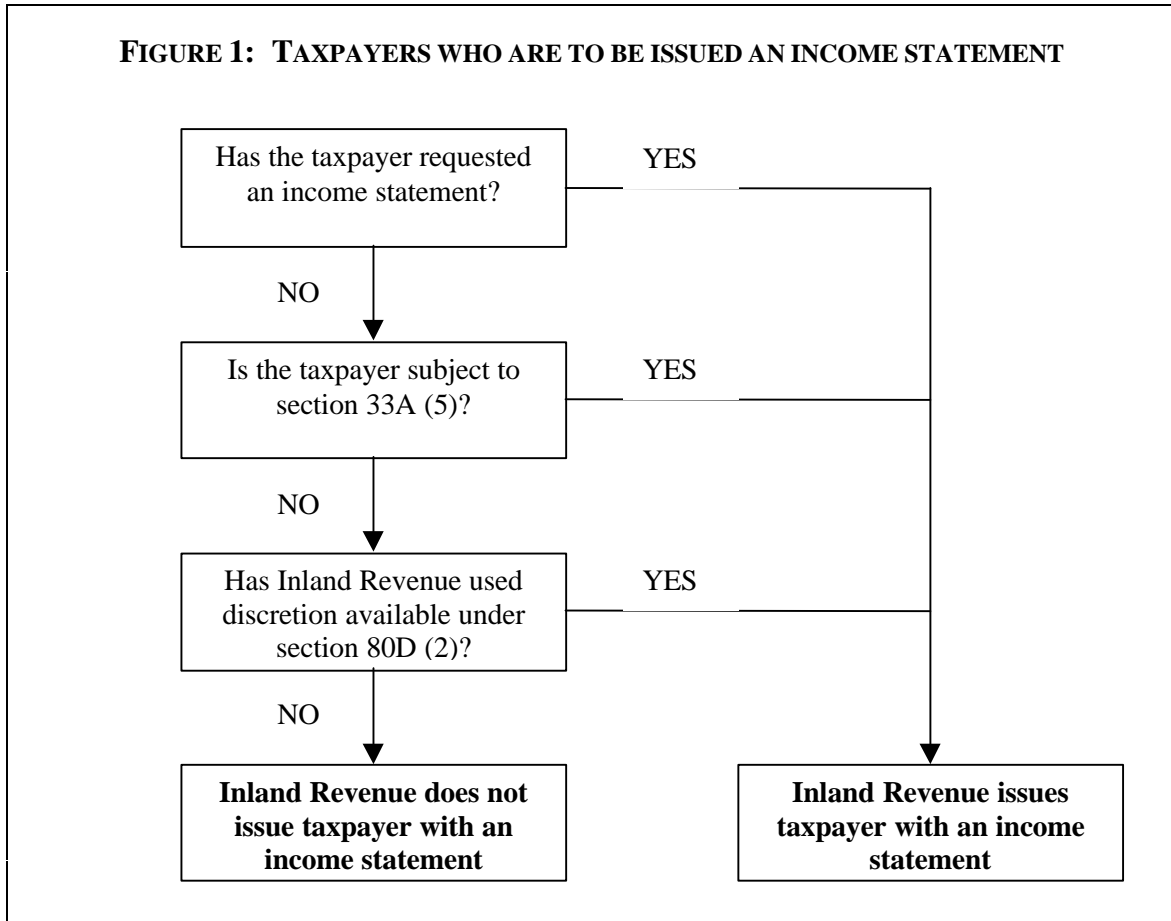 FIGURE 1: TAXPAYERS WHO ARE TO BE ISSUED AN INCOME STATEMENT
Has the taxpayer requested
an income statement?
YES
NO
Is the taxpayer subject to
section 33A (5)?
YES
NO
Has Inland Revenue used
discretion available under
section 80D (2)?
YES
NO
Inland Revenue does not
issue taxpayer with an
income statement
Inland Revenue issues
taxpayer with an income
statement